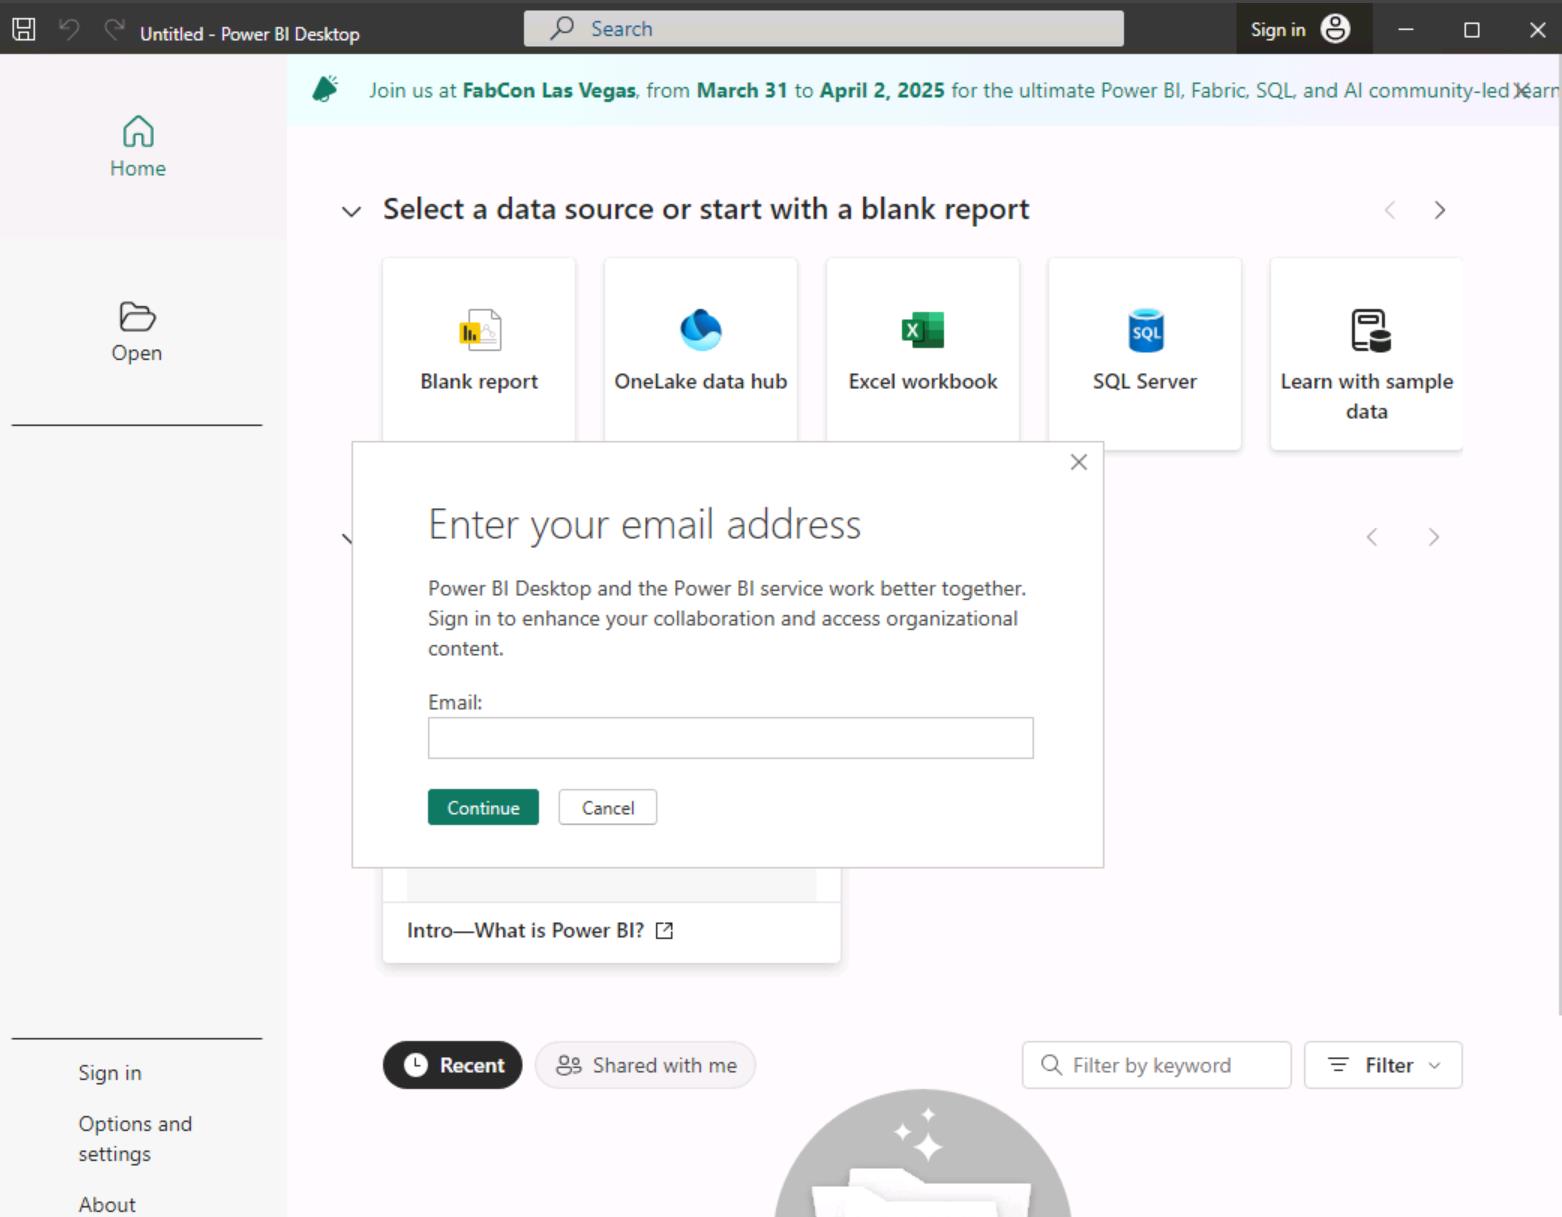 Untitled - Power BI Desktop
Search
Sign in
Join us at FabCon Las Vegas, from March 31 to April 2, 2025 for the ultimate Power BI, Fabric, SQL, and AI community-led
Home
Open
Select a data source or start with a blank report
Blank report
OneLake data hub
Excel workbook
SQL
SQL Server
Learn with sample
data
Enter your email address
Power BI Desktop and the Power BI service work better together.
Sign in to enhance your collaboration and access organizational
content.
Email:
Continue
Cancel
Intro—What is Power BI?
Recent
Shared with me
Filter by keyword
Filter
Sign in
Options and
settings
About